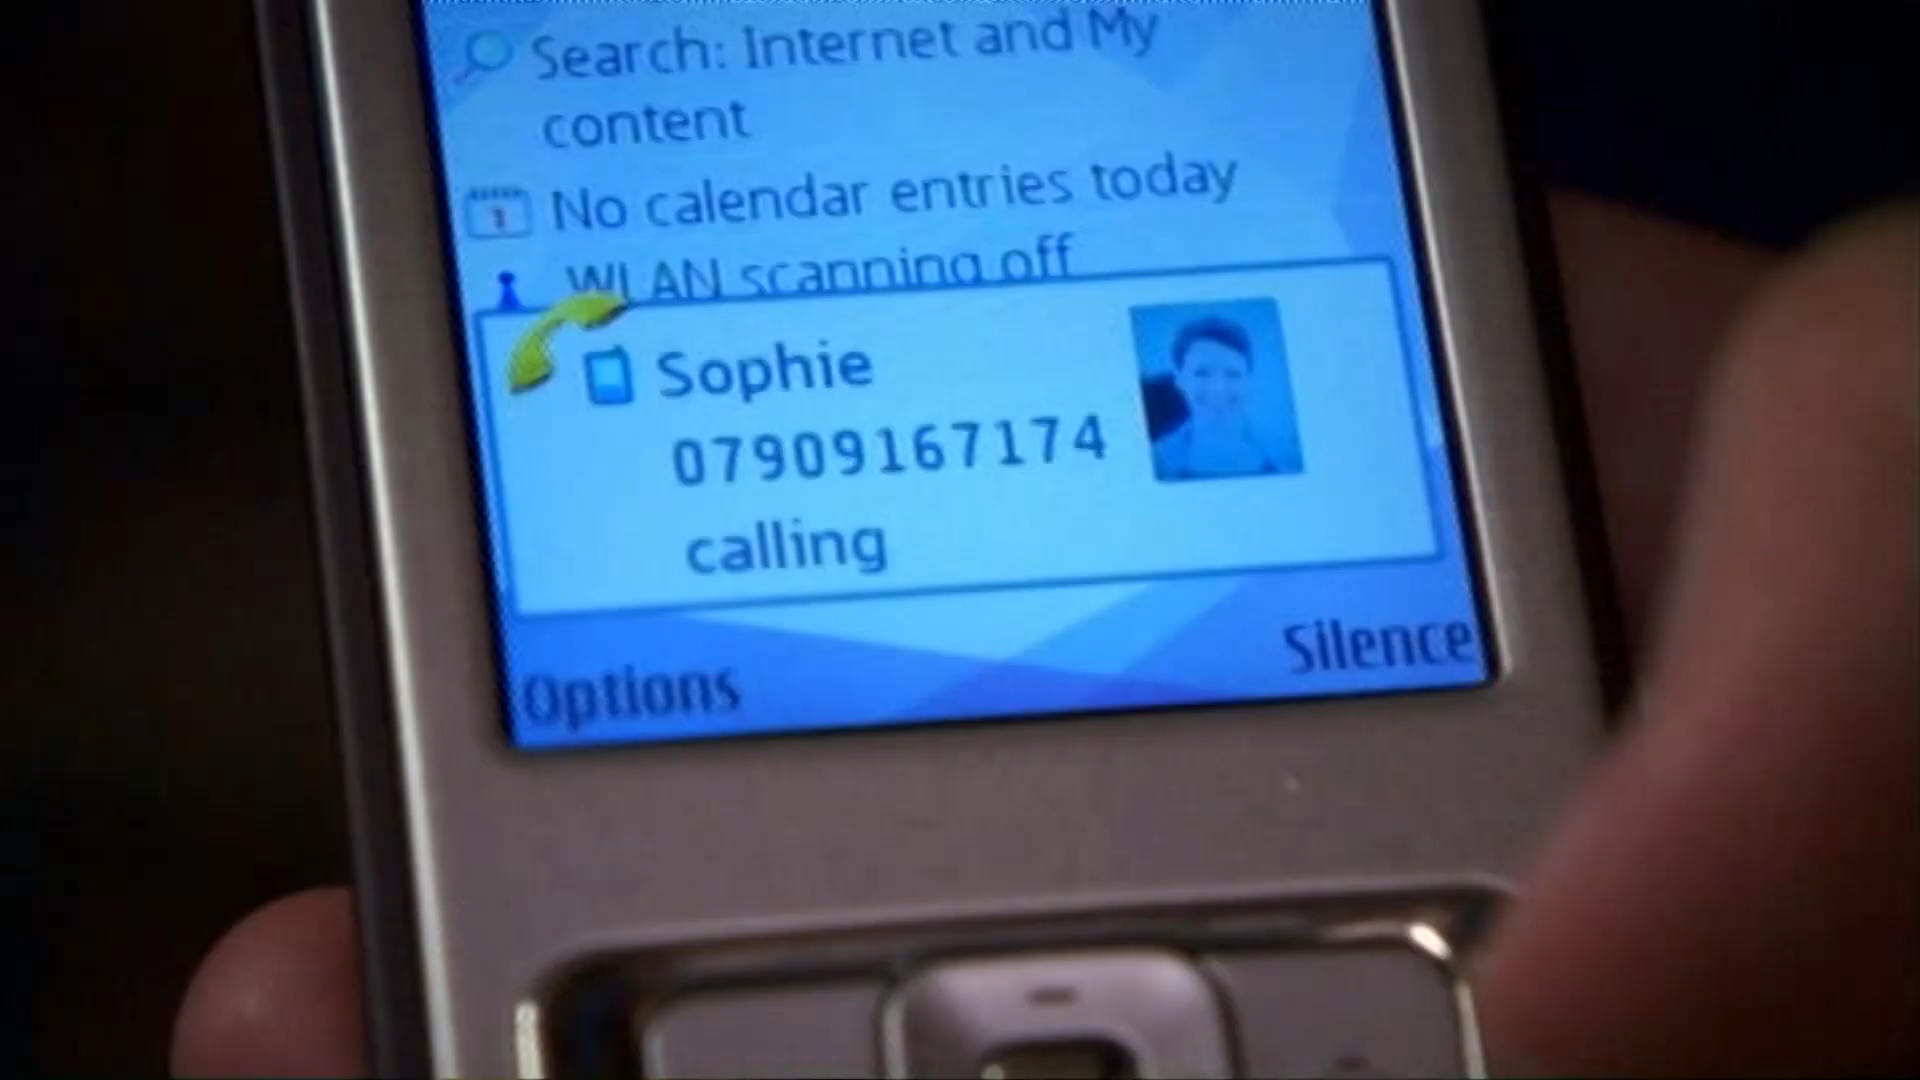 Search: Internet and My
content
No calendar entries today
WLAN scanning off
Sophie
07909167174
calling
Options
Silence